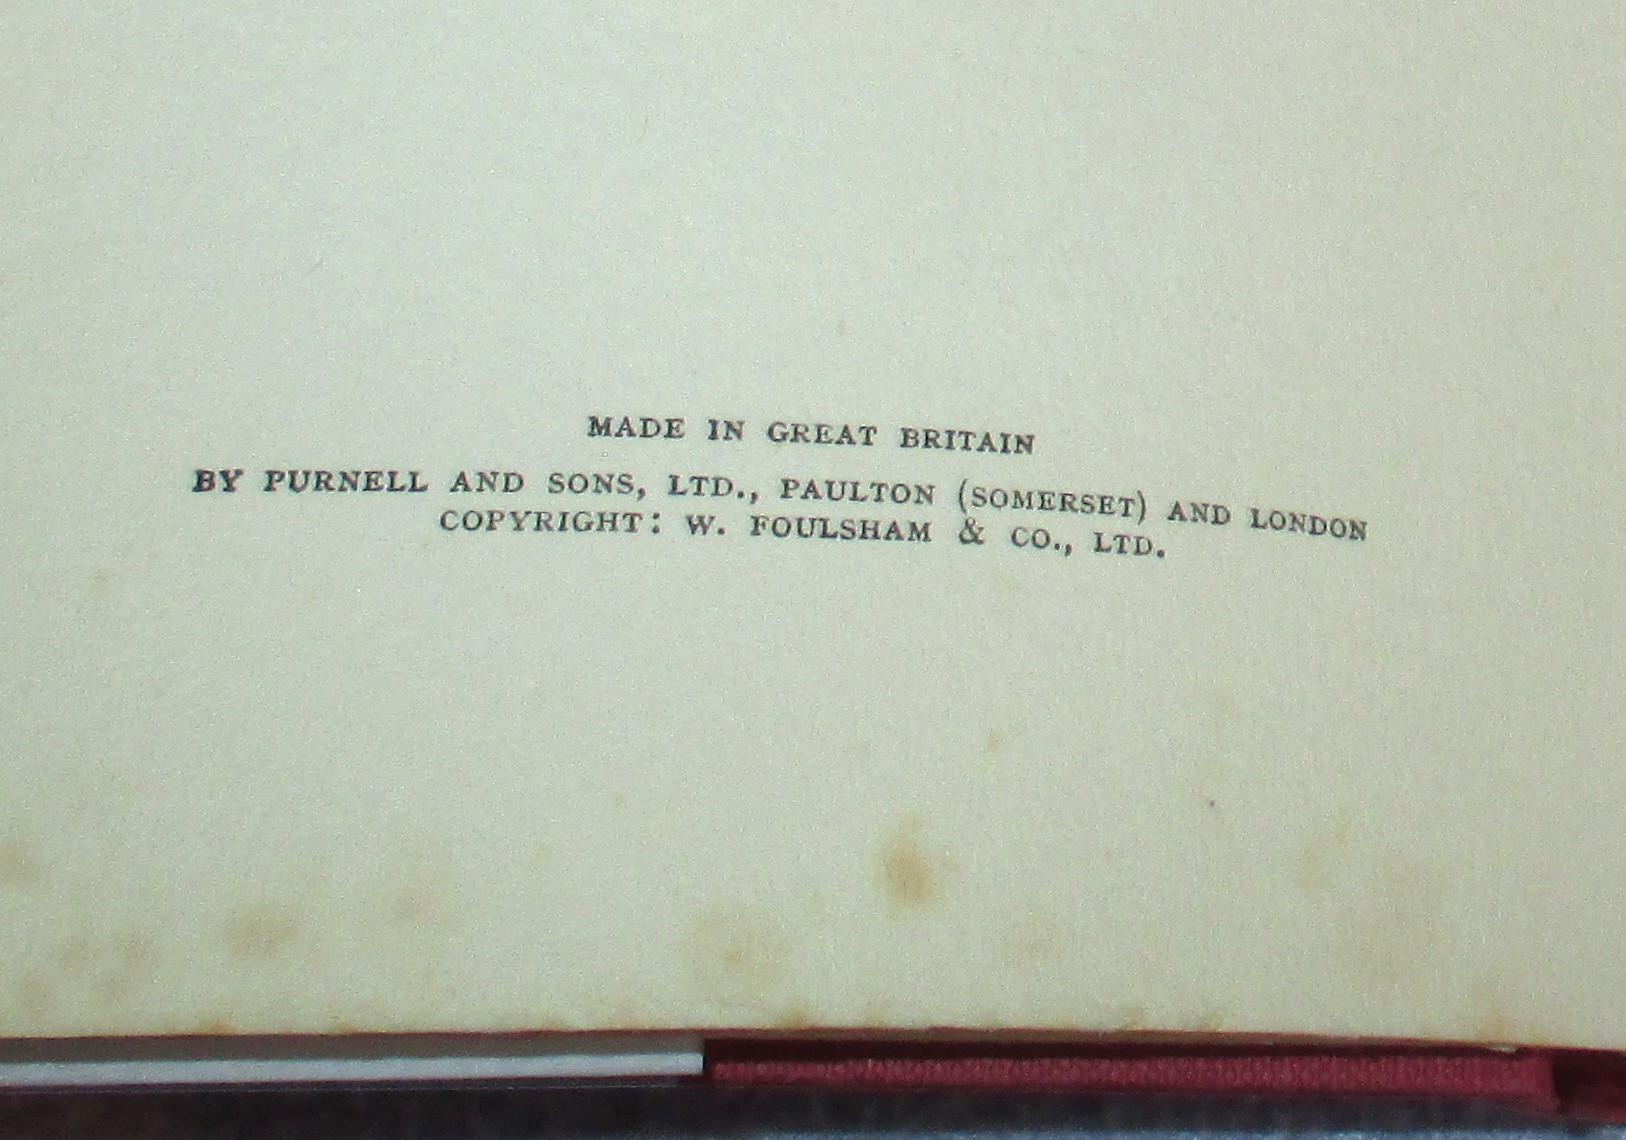 MADE IN GREAT BRITAIN
BY PURNELL AND SONS, LTD., PAULTON (SOMERSET) AND LONDON
COPYRIGHT: W. FOULSHAM & CO., LTD.